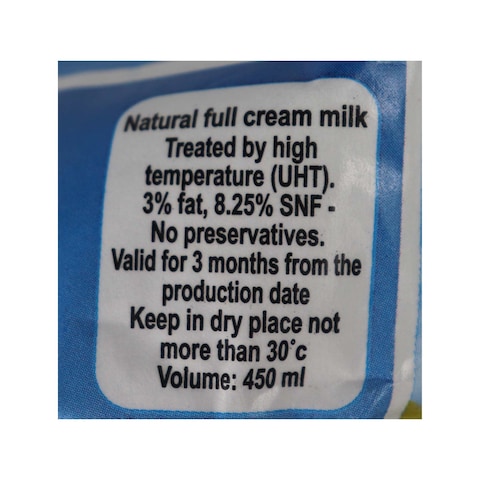 Natural full cream milk
Treated by high
temperature (UHT).
3% fat, 8.25% SNF -
No preservatives.
Valid for 3 months from the
production date
Keep in dry place not
more than 30°c
Volume: 450 ml